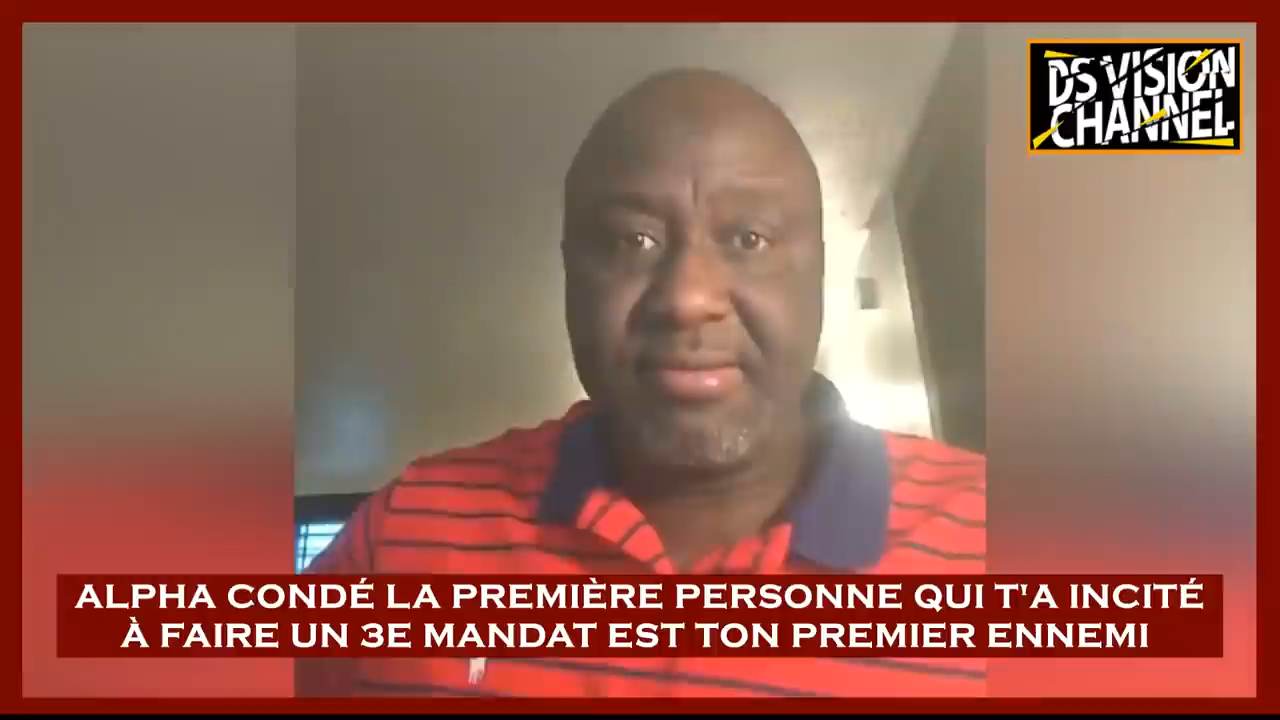 DS VISION
CHANNEL
ALPHA CONDÉ LA PREMIÈRE PERSONNE QUI T'A INCITÉ
À FAIRE UN 3E MANDAT EST TON PREMIER ENNEMI